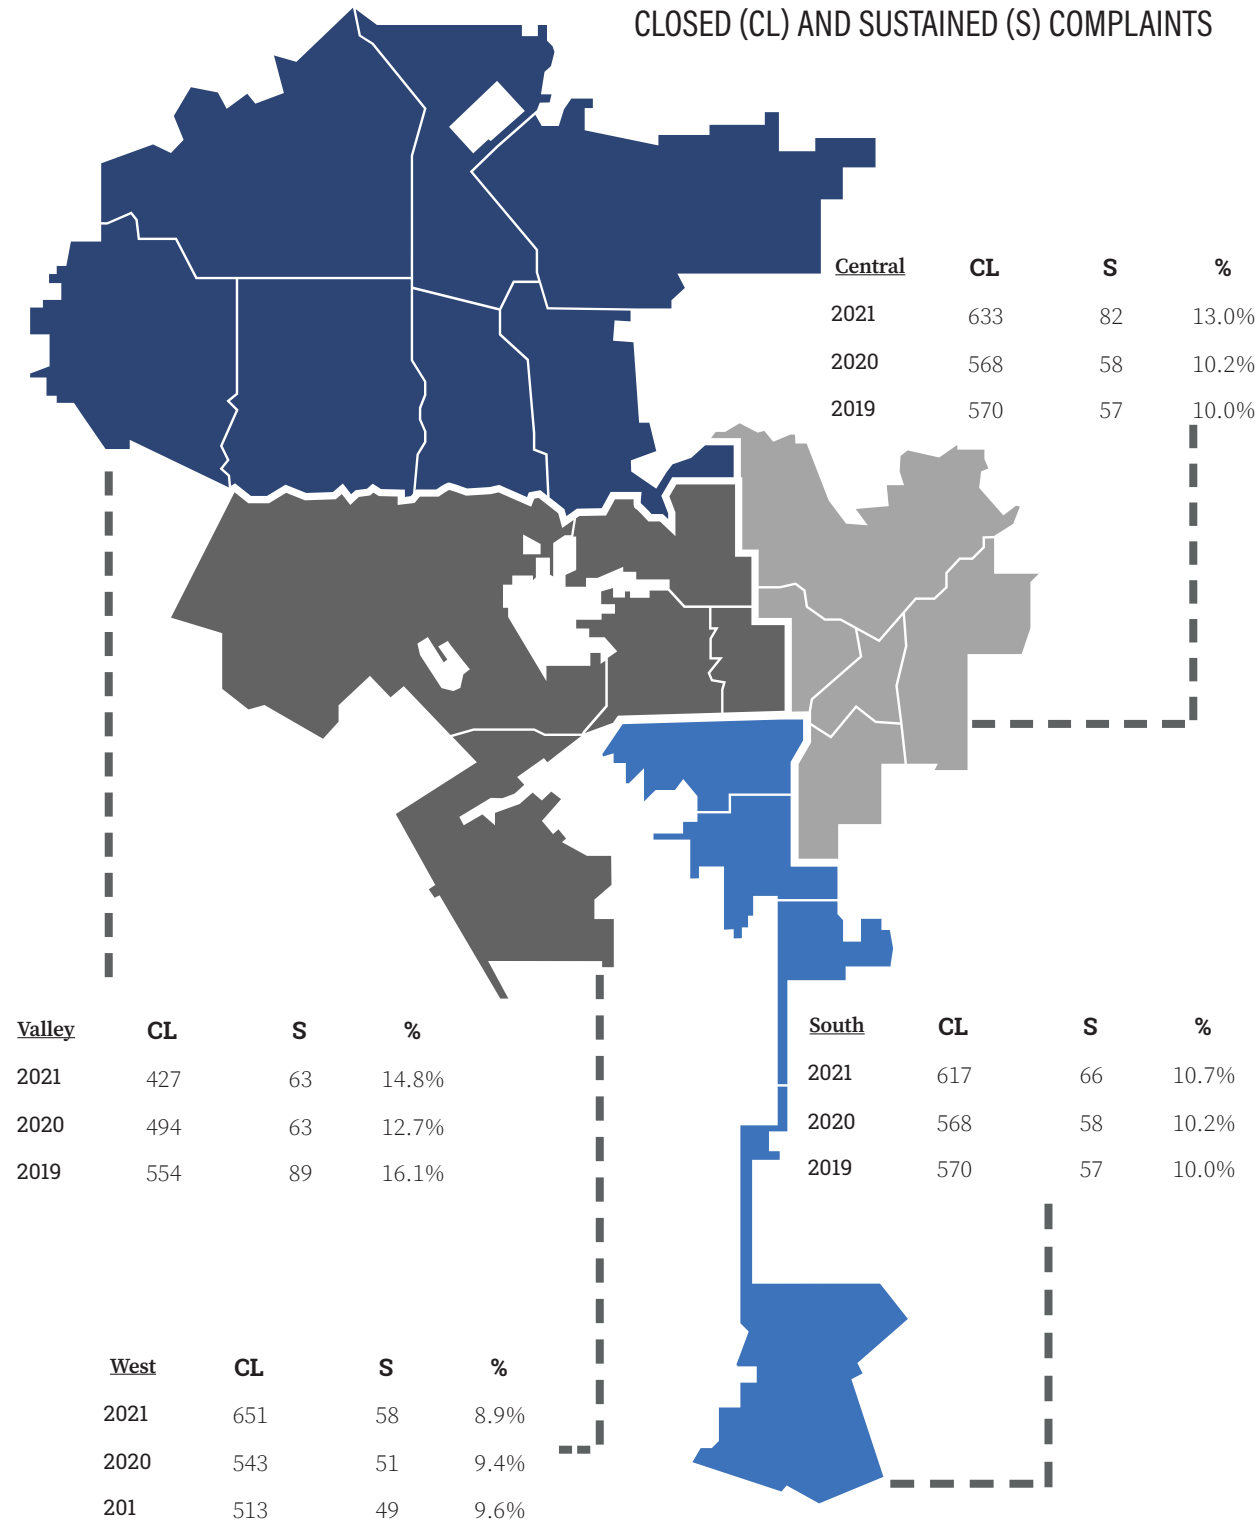 CLOSED (CL) AND SUSTAINED (S) COMPLAINTS
Central CL S %
2021 633 82 13.0%
2020 568 58 10.2%
2019 570 57 10.0%
Valley CL S %
2021 427 63 14.8%
2020 494 63 12.7%
2019 554 89 16.1%
South CL S %
2021 617 66 10.7%
2020 568 58 10.2%
2019 570 57 10.0%
West CL S %
2021 651 58 8.9%
2020 543 51 9.4%
201 513 49 9.6%